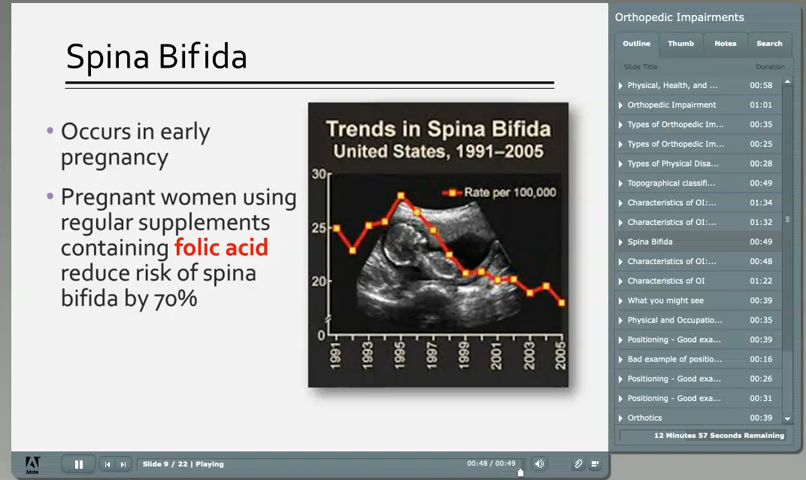 Spina Bifida
• Occurs in early
pregnancy
• Pregnant women using
regular supplements
containing folic acid
reduce risk of spina
bifida by 70%
Trends in Spina Bifida
United States, 1991–2005
Rate per 100,000
30
25
20
0
1991
1993
1995
1997
1999
2001
2003
2005
Orthopedic Impairments
Outline Thumb Notes Search
Slide Title Duration
Physical, Health, and ... 00:58
Orthopedic Impairment 01:01
Types of Orthopedic Im... 00:35
Types of Orthopedic Im... 00:25
Types of Physical Disa... 00:28
Topographical classifi... 00:49
Characteristics of OI:... 01:34
Characteristics of OI:... 01:32
Spina Bifida 00:49
Characteristics of OI:... 00:48
Characteristics of OI 01:22
What you might see 00:39
Physical and Occupatio... 00:35
Positioning - Good exa... 00:39
Bad example of positio... 00:16
Positioning - Good exa... 00:26
Positioning - Good exa... 00:31
Orthotics 00:39
12 Minutes 57 Seconds Remaining
Adobe
Slide 9 / 22 | Playing
00:48 / 00:49